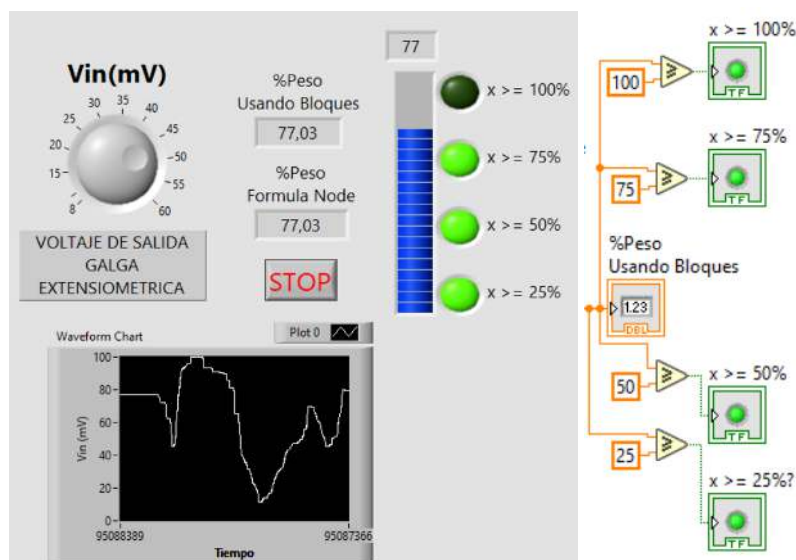 77
Vin(mV)
8
15
20
25
30
35
40
45
50
55
60
VOLTAJE DE SALIDA
GALGA
EXTENSIOMETRICA
%Peso
Usando Bloques
77,03
%Peso
Formula Node
77,03
STOP
x >= 100%
x >= 75%
x >= 50%
x >= 25%
Waveform Chart
Plot 0
Vin (mV)
100
80
60
40
20
0
95088389
95087366
Tiempo
x >= 100%
100
TF
x >= 75%
75
TF
%Peso
Usando Bloques
1.23
DBL
x >= 50%
50
TF
25
x >= 25%?
TF